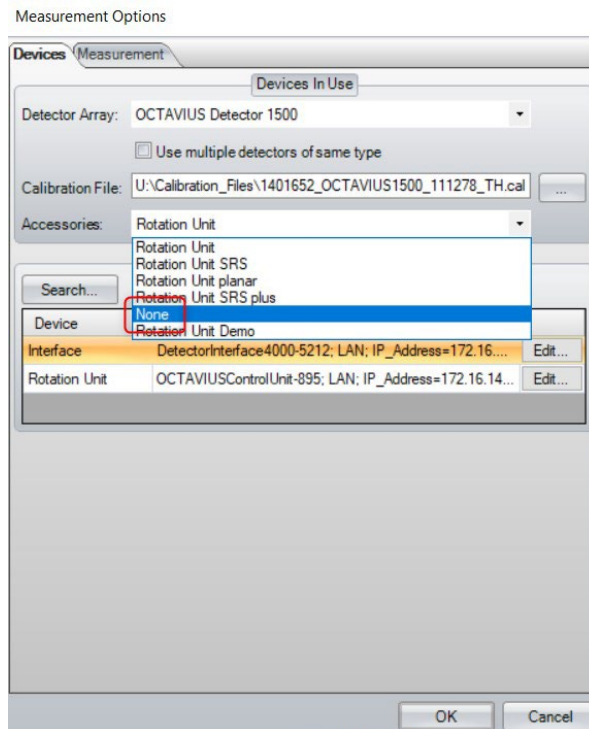 Measurement Options
Devices Measurement
Devices In Use
Detector Array: OCTAVIUS Detector 1500
Use multiple detectors of same type
Calibration File: U:\Calibration_Files\1401652_OCTAVIUS1500_111278_TH.cal ...
Accessories: Rotation Unit
Rotation Unit
Rotation Unit SRS
Rotation Unit planar
Search... Rotation Unit SRS plus
None
Device Rotation Unit Demo
Interface DetectorInterface4000-5212; LAN; IP_Address=172.16.... Edit...
Rotation Unit OCTAVIUSControlUnit-895; LAN; IP_Address=172.16.14... Edit...
OK Cancel